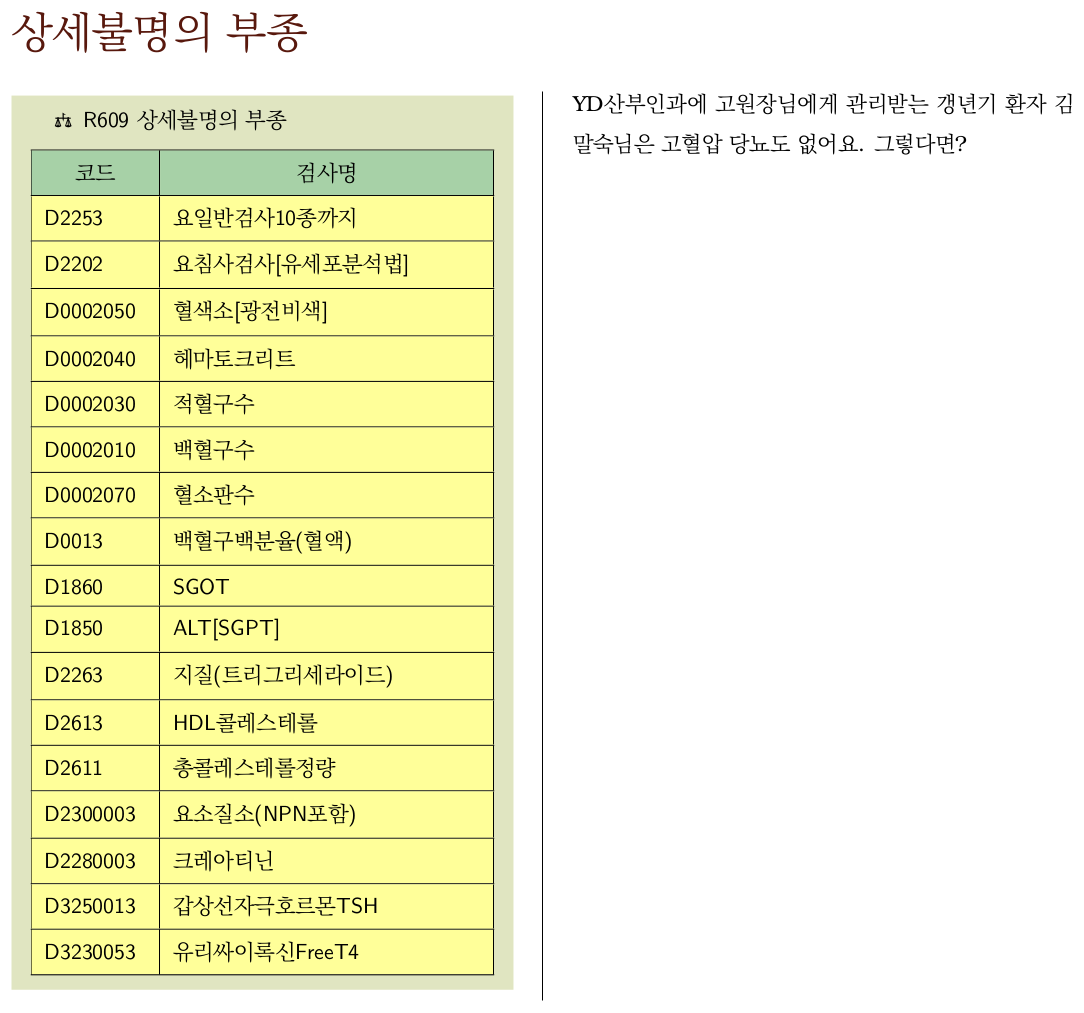 상세불명의 부종
R609 상세불명의 부종
코드 검사명
D2253 요일반검사10종까지
D2202 요침사검사[유세포분석법]
D0002050 혈색소[광전비색]
D0002040 헤마토크리트
D0002030 적혈구수
D0002010 백혈구수
D0002070 혈소판수
D0013 백혈구백분율(혈액)
D1860 SGOT
D1850 ALT[SGPT]
D2263 지질(트리그리세라이드)
D2613 HDL콜레스테롤
D2611 총콜레스테롤정량
D2300003 요소질소(NPN포함)
D2280003 크레아티닌
D3250013 갑상선자극호르몬TSH
D3230053 유리싸이록신FreeT4
YD산부인과에 고원장님에게 관리받는 갱년기 환자 김
말숙님은 고혈압 당뇨도 없어요. 그렇다면?